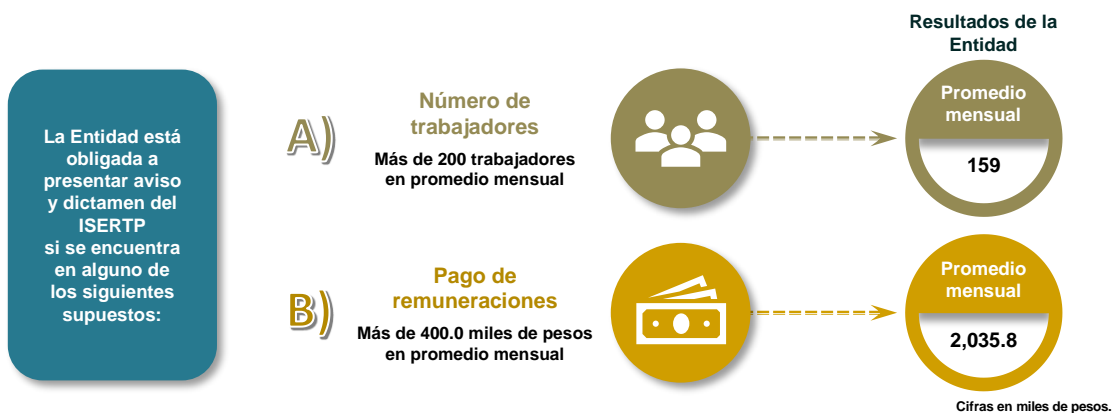 La Entidad está
obligada a
presentar aviso
y dictamen del
ISERTP
si se encuentra
en alguno de
los siguientes
supuestos:
A)
Número de
trabajadores
Más de 200 trabajadores
en promedio mensual
Resultados de la
Entidad
Promedio
mensual
159
B)
Pago de
remuneraciones
Más de 400.0 miles de pesos
en promedio mensual
Promedio
mensual
2,035.8
Cifras en miles de pesos.